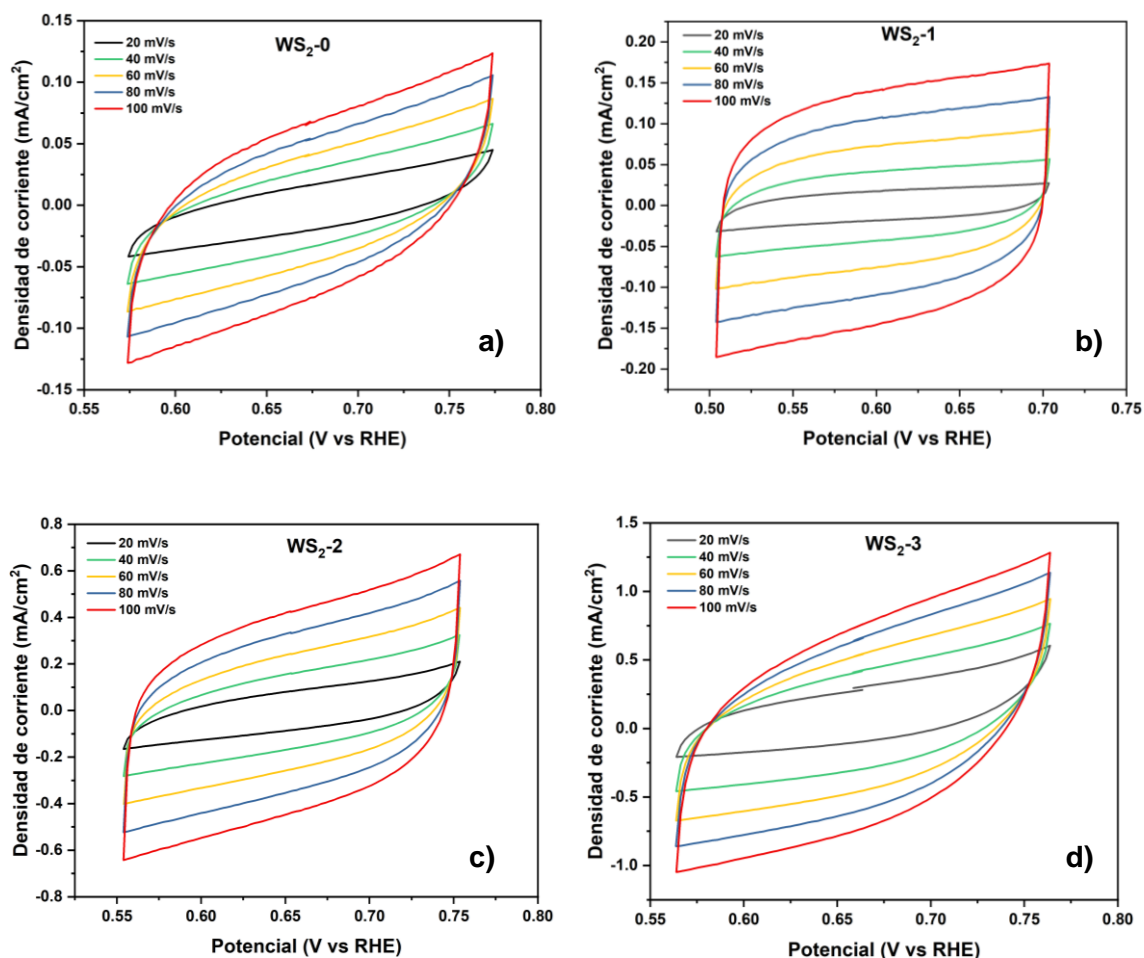 WS₂-0
20 mV/s
40 mV/s
60 mV/s
80 mV/s
100 mV/s
0.15
0.10
0.05
0.00
-0.05
-0.10
-0.15
Densidad de corriente (mA/cm²)
0.55
0.60
0.65
0.70
0.75
0.80
Potencial (V vs RHE)
a)
WS₂-1
20 mV/s
40 mV/s
60 mV/s
80 mV/s
100 mV/s
0.20
0.15
0.10
0.05
0.00
-0.05
-0.10
-0.15
-0.20
Densidad de corriente (mA/cm²)
0.50
0.55
0.60
0.65
0.70
0.75
Potencial (V vs RHE)
b)
WS₂-2
20 mV/s
40 mV/s
60 mV/s
80 mV/s
100 mV/s
0.8
0.6
0.4
0.2
0.0
-0.2
-0.4
-0.6
-0.8
Densidad de corriente (mA/cm²)
0.55
0.60
0.65
0.70
0.75
0.80
Potencial (V vs RHE)
c)
WS₂-3
20 mV/s
40 mV/s
60 mV/s
80 mV/s
100 mV/s
1.5
1.0
0.5
0.0
-0.5
-1.0
Densidad de corriente (mA/cm²)
0.55
0.60
0.65
0.70
0.75
0.80
Potencial (V vs RHE)
d)